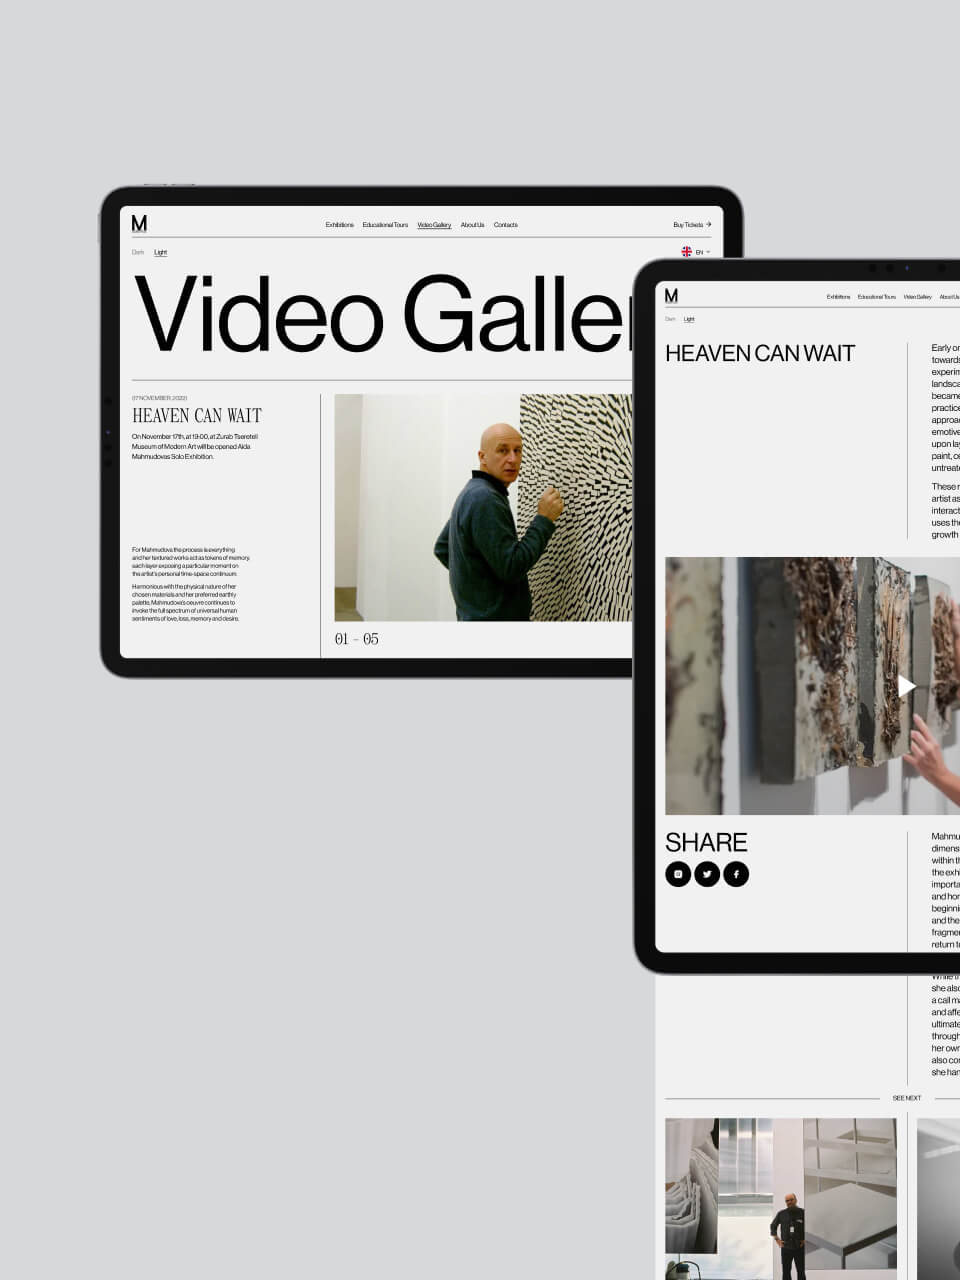 M
Exhibitions Educational Tours Video Gallery About Us Contacts
Buy Tickets →
Dark Light
EN
Video Galle
07 NOVEMBER, 2022
HEAVEN CAN WAIT
On November 17th, at 19:00, at Zurab Tsereteli
Museum of Modern Art will be opened Aida
Mahmudovas Solo Exhibition.
For Mahmudova the process is everything
and her textured works act as tokens of memory,
each layer exposing a particular moment on
the artist's personal time-space continuum.
Harmonious with the physical nature of her
chosen materials and her preferred earthly
palette, Mahmudova's oeuvre continues to
invoke the full spectrum of universal human
sentiments of love, loss, memory and desire.
01 – 05
M
Exhibitions Educational Tours Video Gallery About Us
Dark Light
HEAVEN CAN WAIT
Early
towards
experim
landsca
became
practice
approac
emotive
upon la
paint, ce
untreate
These
artist as
interact
uses the
growth
SHARE
Mahmu
dimens
within th
the exhi
importa
and hor
beginni
and the
fragmen
return t
she also
a call ma
and affe
ultimate
through
her own
also co
she han
SEE NEXT